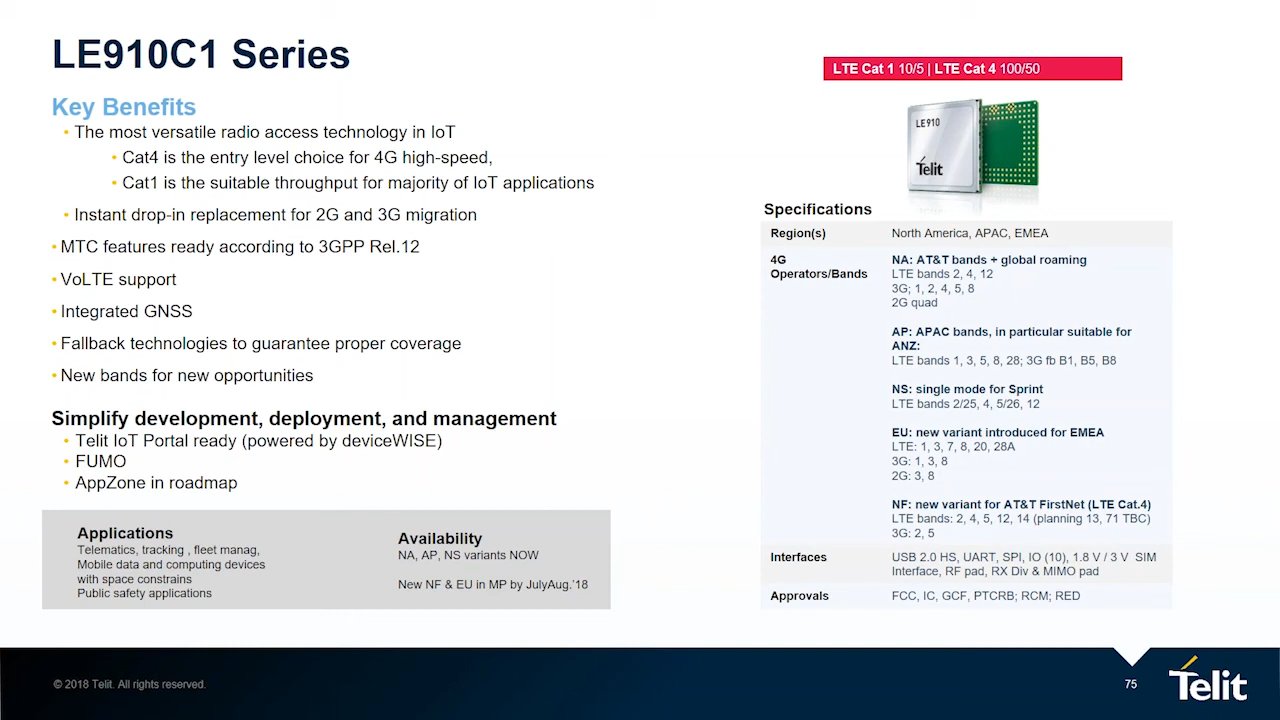 LE910C1 Series
Key Benefits
• The most versatile radio access technology in IoT
• Cat4 is the entry level choice for 4G high-speed,
• Cat1 is the suitable throughput for majority of IoT applications
• Instant drop-in replacement for 2G and 3G migration
• MTC features ready according to 3GPP Rel.12
• VoLTE support
• Integrated GNSS
• Fallback technologies to guarantee proper coverage
• New bands for new opportunities
Simplify development, deployment, and management
• Telit IoT Portal ready (powered by deviceWISE)
• FUMO
• AppZone in roadmap
Applications
Telematics, tracking , fleet manag,
Mobile data and computing devices
with space constrains
Public safety applications
Availability
NA, AP, NS variants NOW
New NF & EU in MP by JulyAug.'18
LTE Cat 1 10/5 | LTE Cat 4 100/50
LE910
Telit
Specifications
Region(s)
North America, APAC, EMEA
4G
Operators/Bands
NA: AT&T bands + global roaming
LTE bands 2, 4, 12
3G; 1, 2, 4, 5, 8
2G quad
AP: APAC bands, in particular suitable for
ANZ:
LTE bands 1, 3, 5, 8, 28; 3G fb B1, B5, B8
NS: single mode for Sprint
LTE bands 2/25, 4, 5/26, 12
EU: new variant introduced for EMEA
LTE: 1, 3, 7, 8, 20, 28A
3G: 1, 3, 8
2G: 3, 8
NF: new variant for AT&T FirstNet (LTE Cat.4)
LTE bands: 2, 4, 5, 12, 14 (planning 13, 71 TBC)
3G: 2, 5
Interfaces
USB 2.0 HS, UART, SPI, IO (10), 1.8 V / 3 V SIM
Interface, RF pad, RX Div & MIMO pad
Approvals
FCC, IC, GCF, PTCRB; RCM; RED
© 2018 Telit. All rights reserved.
75
Telit